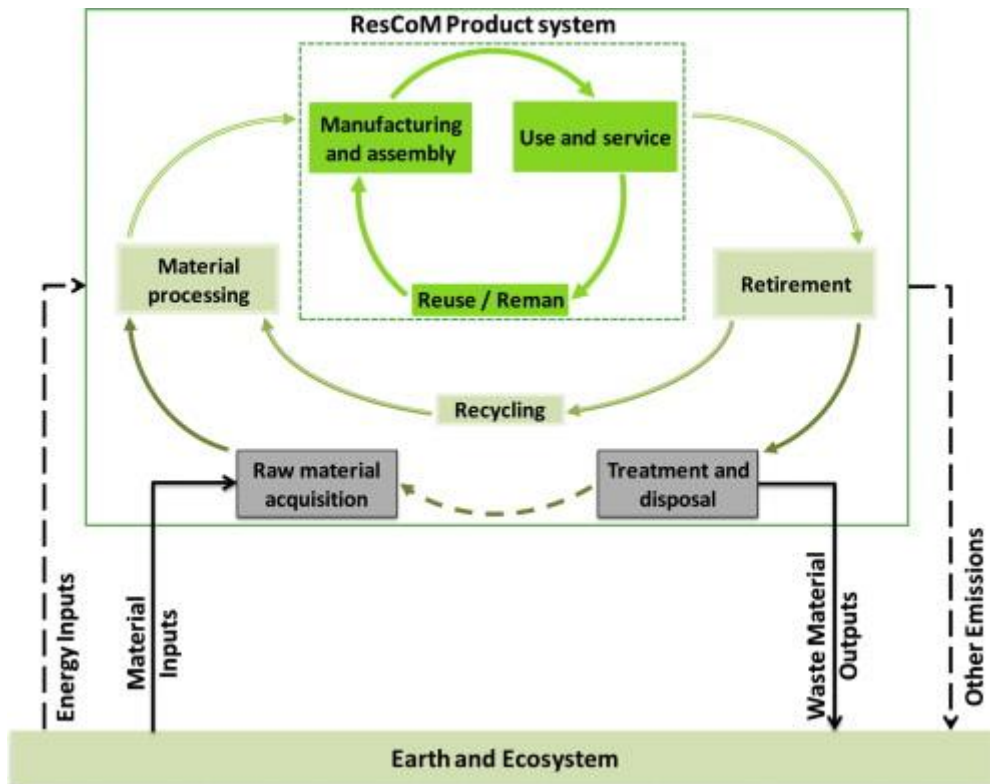 ResCoM Product system
Manufacturing
and assembly
Use and service
Reuse / Reman
Material
processing
Retirement
Recycling
Raw material
acquisition
Treatment and
disposal
Energy Inputs
Material
Inputs
Waste Material
Outputs
Other Emissions
Earth and Ecosystem